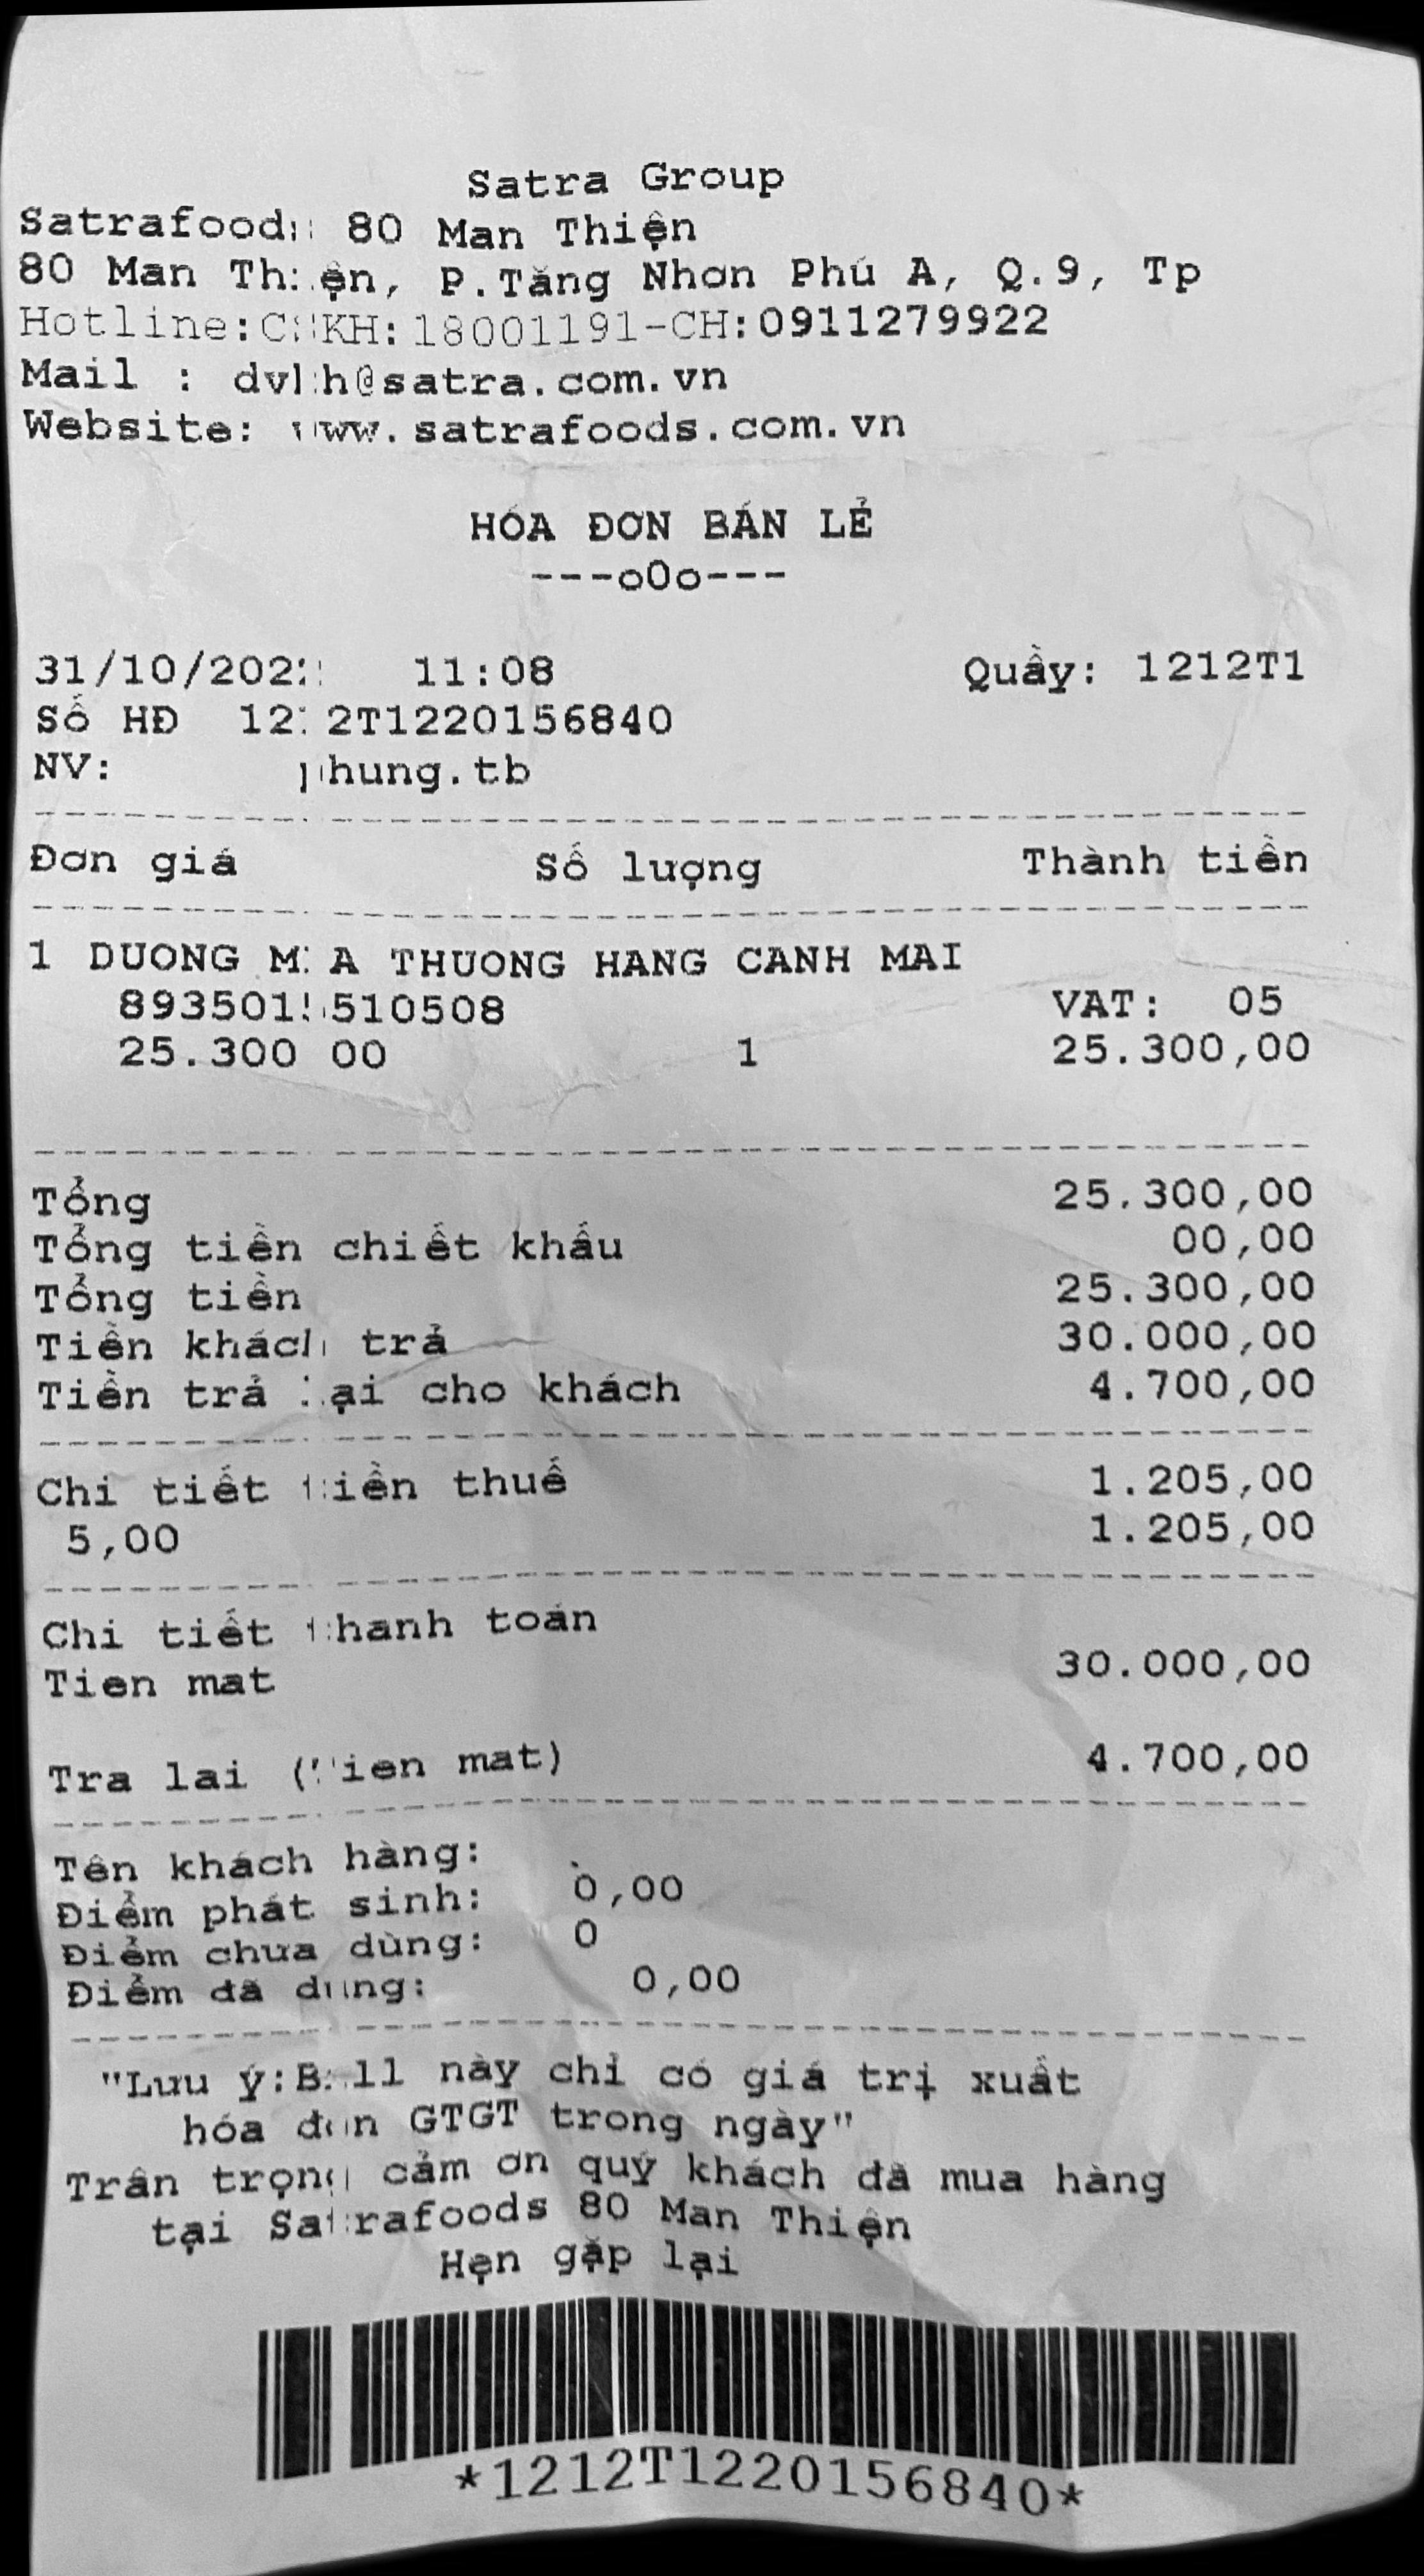 Satra Group
Satrafoods 80 Man Thiện
80 Man Thiện, P.Tăng Nhơn Phú A, Q.9, Tp
Hotline:CSKH:18001191-CH:0911279922
Mail : dvkh@satra.com.vn
Website: www.satrafoods.com.vn
HÓA ĐƠN BÁN LẺ
---oOo---
31/10/2022 11:08 Quầy: 1212T1
Số HĐ 1212T1220156840
NV: phung.tb
Đơn giá Số lượng Thành tiền
1 DUONG MIA THUONG HANG CANH MAI
VAT: 05
25.300 00 1 25.300,00
Tổng 25.300,00
Tổng tiền chiết khấu 00,00
Tổng tiền 25.300,00
Tiền khách trả 30.000,00
Tiền trả lại cho khách 4.700,00
Chi tiết tiền thuế 1.205,00
5,00 1.205,00
Chi tiết thanh toán
Tien mat 30.000,00
Tra lai (Tien mat) 4.700,00
Tên khách hàng:
Điểm phát sinh: 0,00
Điểm chưa dùng: 0
Điểm đã dùng: 0,00
"Lưu ý:Bill này chỉ có giá trị xuất
hóa đơn GTGT trong ngày"
Trân trọng cảm ơn quý khách đã mua hàng
tại Satrafoods 80 Man Thiện
Hẹn gặp lại
*1212T1220156840*